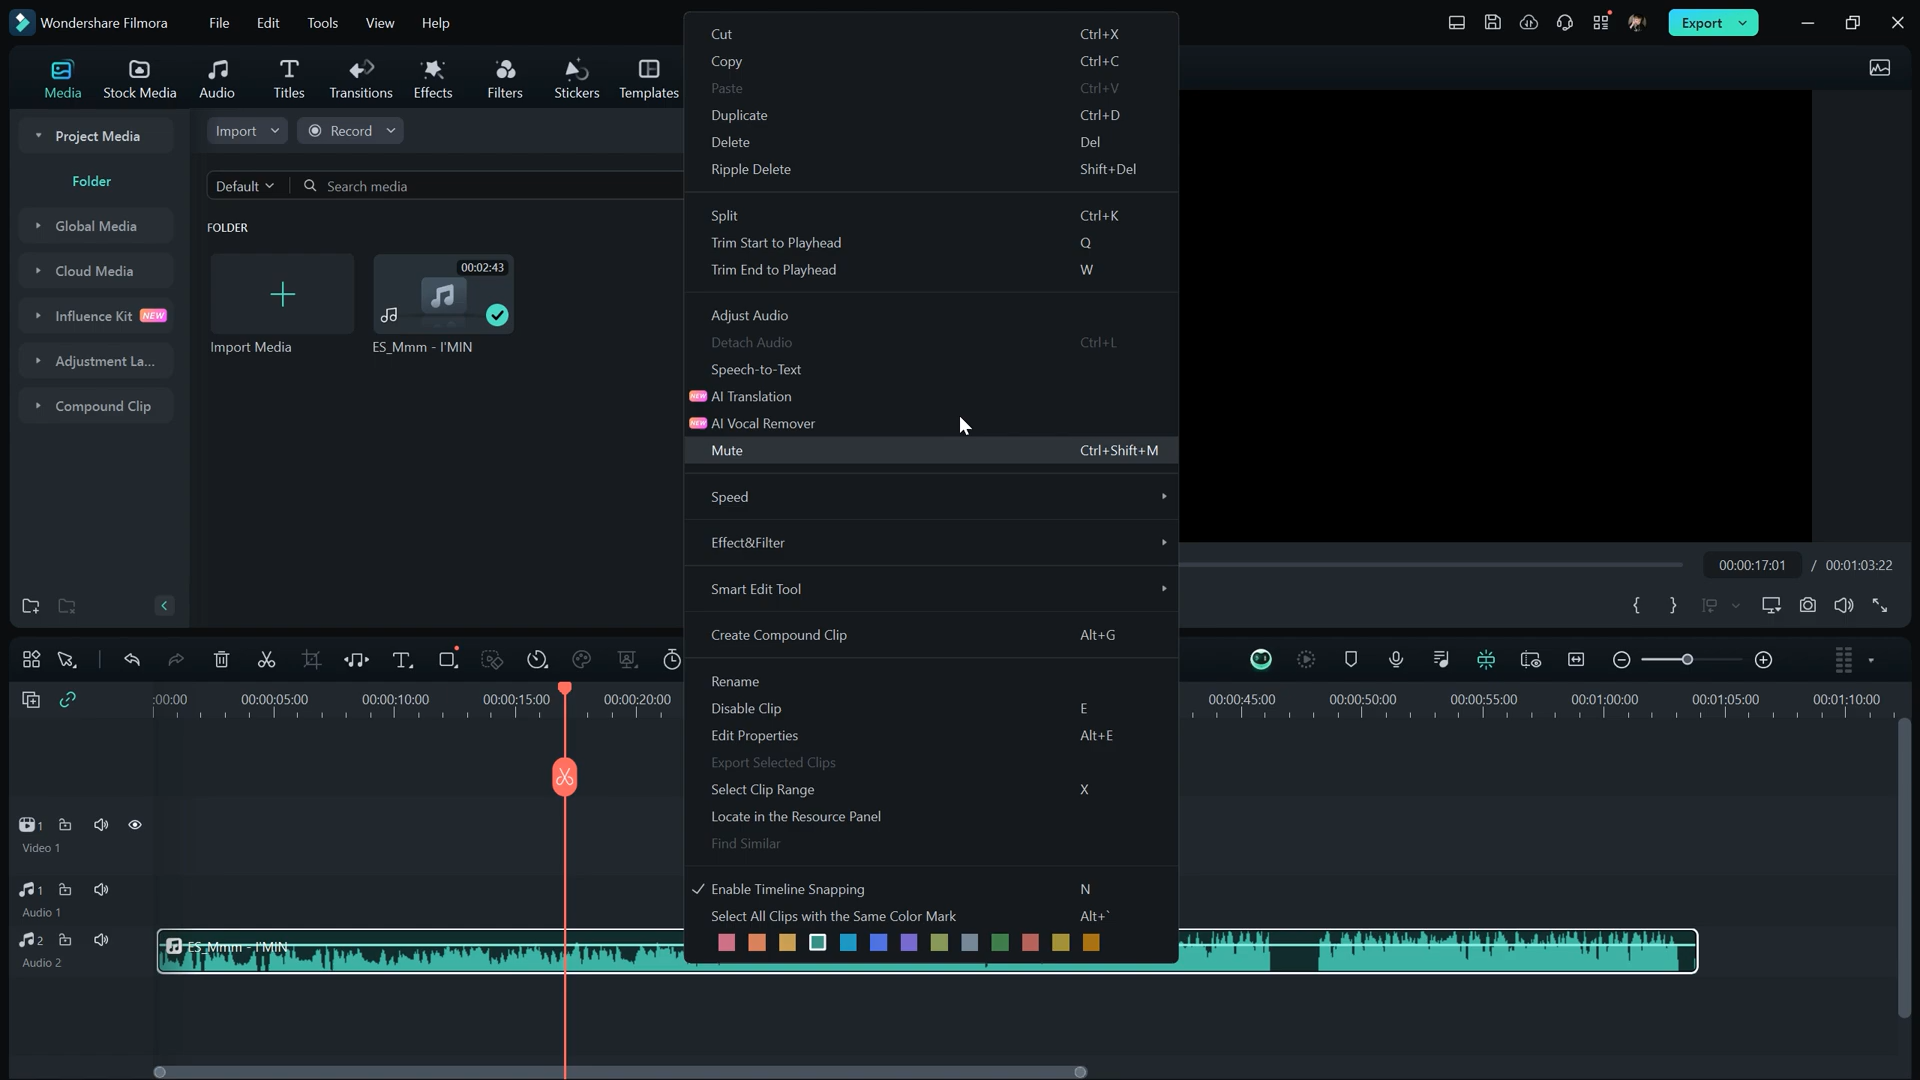 Wondershare Filmora
File
Edit
Tools
View
Help
Export
Media
Stock Media
Audio
Titles
Transitions
Effects
Filters
Stickers
Templates
Project Media
Folder
Global Media
Cloud Media
Influence Kit NEW
Adjustment La...
Compound Clip
Import
Record
Default
Search media
FOLDER
Import Media
00:02:43
ES_Mmm - I'MIN
Cut Ctrl+X
Copy Ctrl+C
Paste Ctrl+V
Duplicate Ctrl+D
Delete Del
Ripple Delete Shift+Del
Split Ctrl+K
Trim Start to Playhead Q
Trim End to Playhead W
Adjust Audio
Detach Audio Ctrl+L
Speech-to-Text
NEW AI Translation
NEW AI Vocal Remover
Mute Ctrl+Shift+M
Speed
Effect&Filter
Smart Edit Tool
Create Compound Clip Alt+G
Rename
Disable Clip E
Edit Properties Alt+E
Export Selected Clips
Select Clip Range X
Locate in the Resource Panel
Find Similar
Enable Timeline Snapping N
Select All Clips with the Same Color Mark Alt+`
00:00:17:01 / 00:01:03:22
:00:00
00:00:05:00
00:00:10:00
00:00:15:00
00:00:20:00
00:00:45:00
00:00:50:00
00:00:55:00
00:01:00:00
00:01:05:00
00:01:10:00
1
Video 1
1
Audio 1
2
Audio 2
ES_Mmm - I'MIN